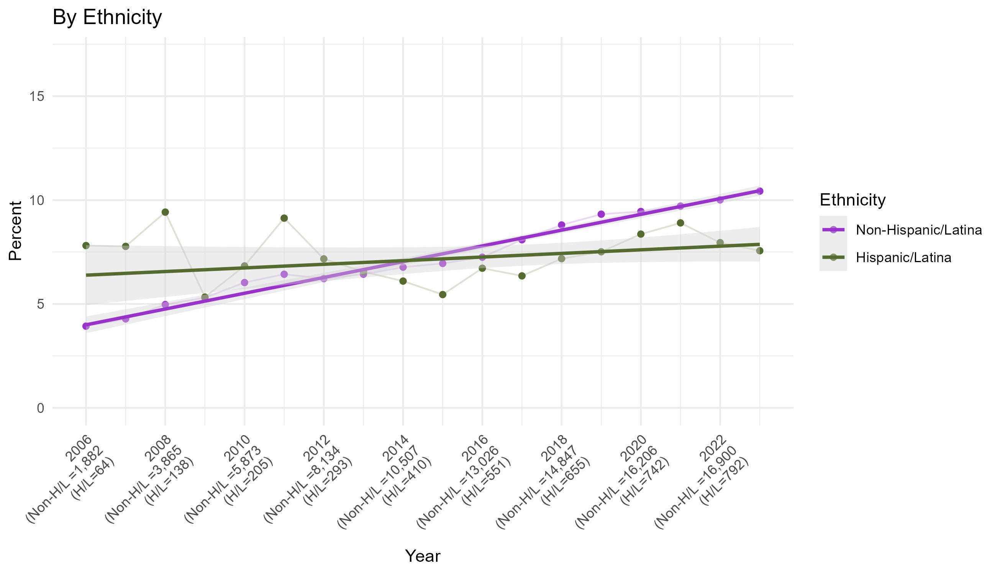 By Ethnicity
Percent
15
10
5
0
2006
(Non-H/L =1,882
(H/L=64)
2008
(Non-H/L =3,865
(H/L=138)
2010
(Non-H/L =5,873
(H/L=205)
2012
(Non-H/L =8,134
(H/L=293)
2014
(Non-H/L =10,507
(H/L=410)
2016
(Non-H/L =13,026
(H/L=551)
2018
(Non-H/L =14,847
(H/L=655)
2020
(Non-H/L =16,206
(H/L=742)
2022
(Non-H/L =16,900
(H/L=792)
Year
Ethnicity
Non-Hispanic/Latina
Hispanic/Latina